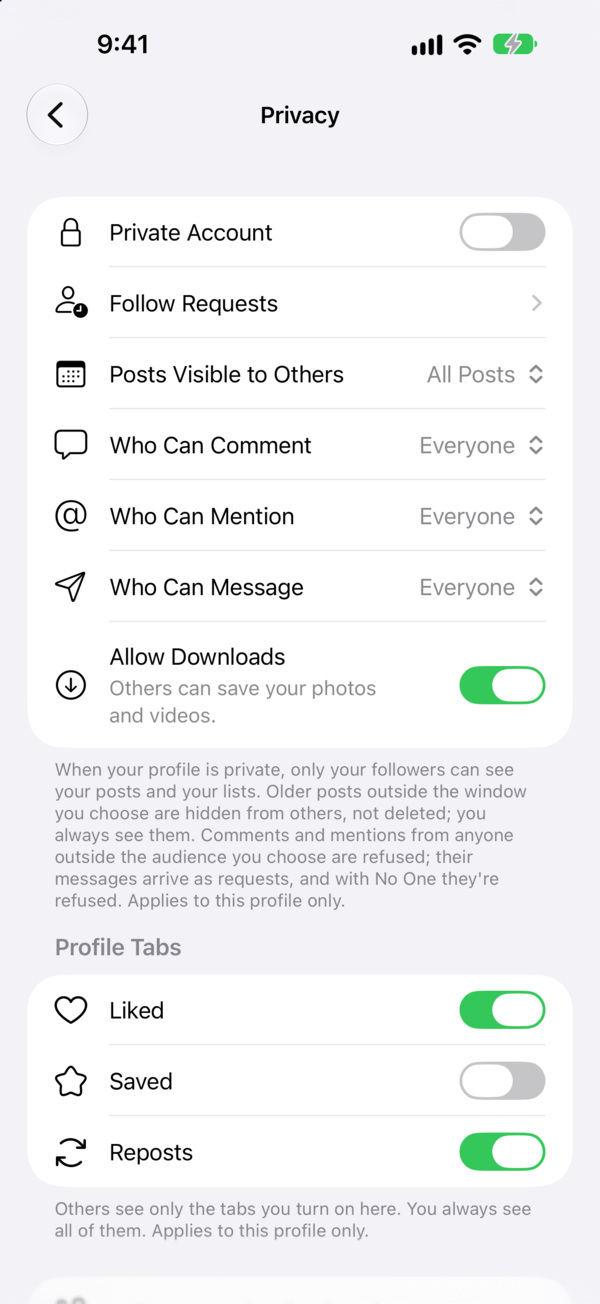 9:41
Privacy
Private Account
Follow Requests
Posts Visible to Others All Posts
Who Can Comment Everyone
Who Can Mention Everyone
Who Can Message Everyone
Allow Downloads
Others can save your photos
and videos.
When your profile is private, only your followers can see
your posts and your lists. Older posts outside the window
you choose are hidden from others, not deleted; you
always see them. Comments and mentions from anyone
outside the audience you choose are refused; their
messages arrive as requests, and with No One they're
refused. Applies to this profile only.
Profile Tabs
Liked
Saved
Reposts
Others see only the tabs you turn on here. You always see
all of them. Applies to this profile only.